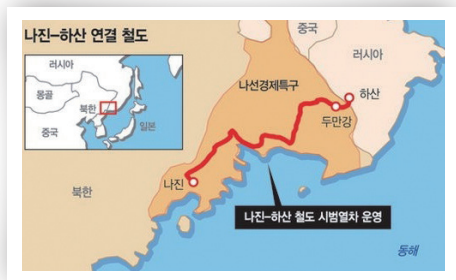 나진-하산 연결 철도
러시아
몽골
북한
중국
일본
중국
러시아
나선경제특구
하산
두만강
나진
북한
나진-하산 철도 시범열차 운영
동해